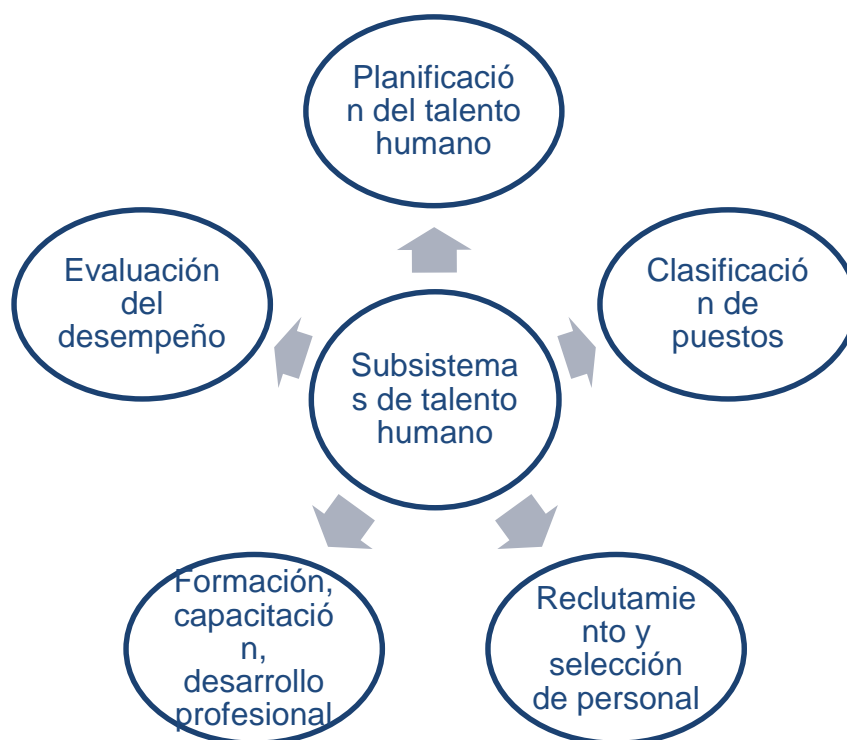 Planificació
n del talento
humano
Evaluación
del
desempeño
Clasificació
n de
puestos
Subsistema
s de talento
humano
Formación,
capacitació
n,
desarrollo
profesional
Reclutamie
nto y
selección
de personal